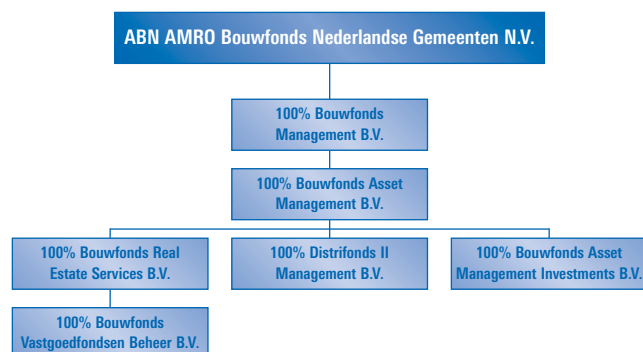 ABN AMRO Bouwfonds Nederlandse Gemeenten N.V.
100% Bouwfonds
Management B.V.
100% Bouwfonds Asset
Management B.V.
100% Bouwfonds Real
Estate Services B.V.
100% Distrifonds II
Management B.V.
100% Bouwfonds Asset
Management Investments B.V.
100% Bouwfonds
Vastgoedfondsen Beheer B.V.